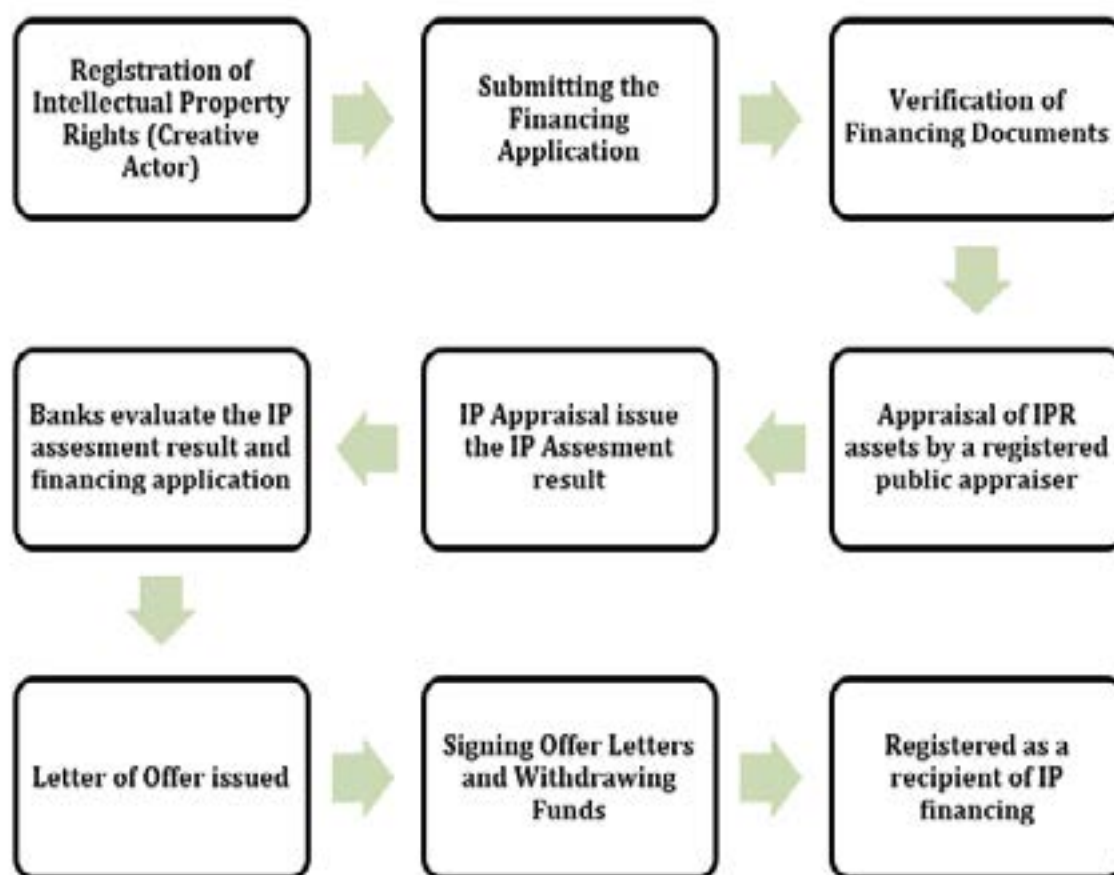 Registration of
Intellectual Property
Rights (Creative
Actor)
Submitting the
Financing
Application
Verification of
Financing Documents
Appraisal of IPR
assets by a registered
public appraiser
IP Appraisal issue
the IP Assesment
result
Banks evaluate the IP
assesment result and
financing application
Letter of Offer issued
Signing Offer Letters
and Withdrawing
Funds
Registered as a
recipient of IP
financing